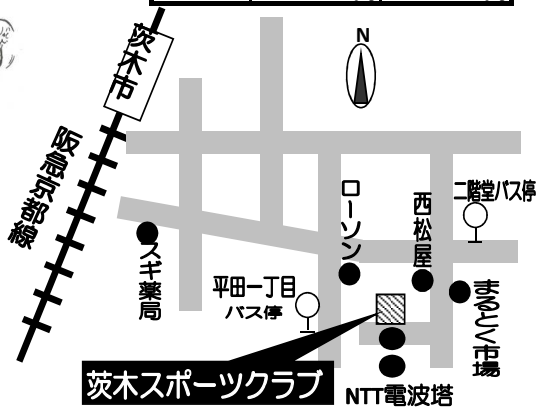 茨木市
N
阪急京都線
ローソン
西松屋
二階堂バス停
スギ薬局
平田一丁目
バス停
まるとく市場
茨木スポーツクラブ
NTT電波塔